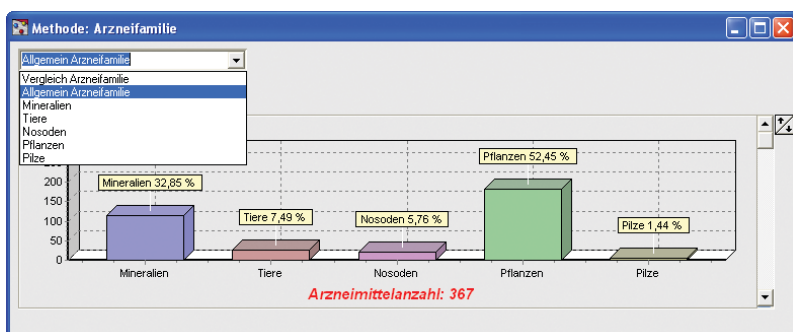 Methode: Arzneifamilie
Allgemein Arzneifamilie
Vergleich Arzneifamilie
Allgemein Arzneifamilie
Mineralien
Tiere
Nosoden
Pflanzen
Pilze
200
150
100
50
0
Mineralien 32,85 %
Tiere 7,49 %
Nosoden 5,76 %
Pflanzen 52,45 %
Pilze 1,44 %
Mineralien Tiere Nosoden Pflanzen Pilze
Arzneimittelanzahl: 367